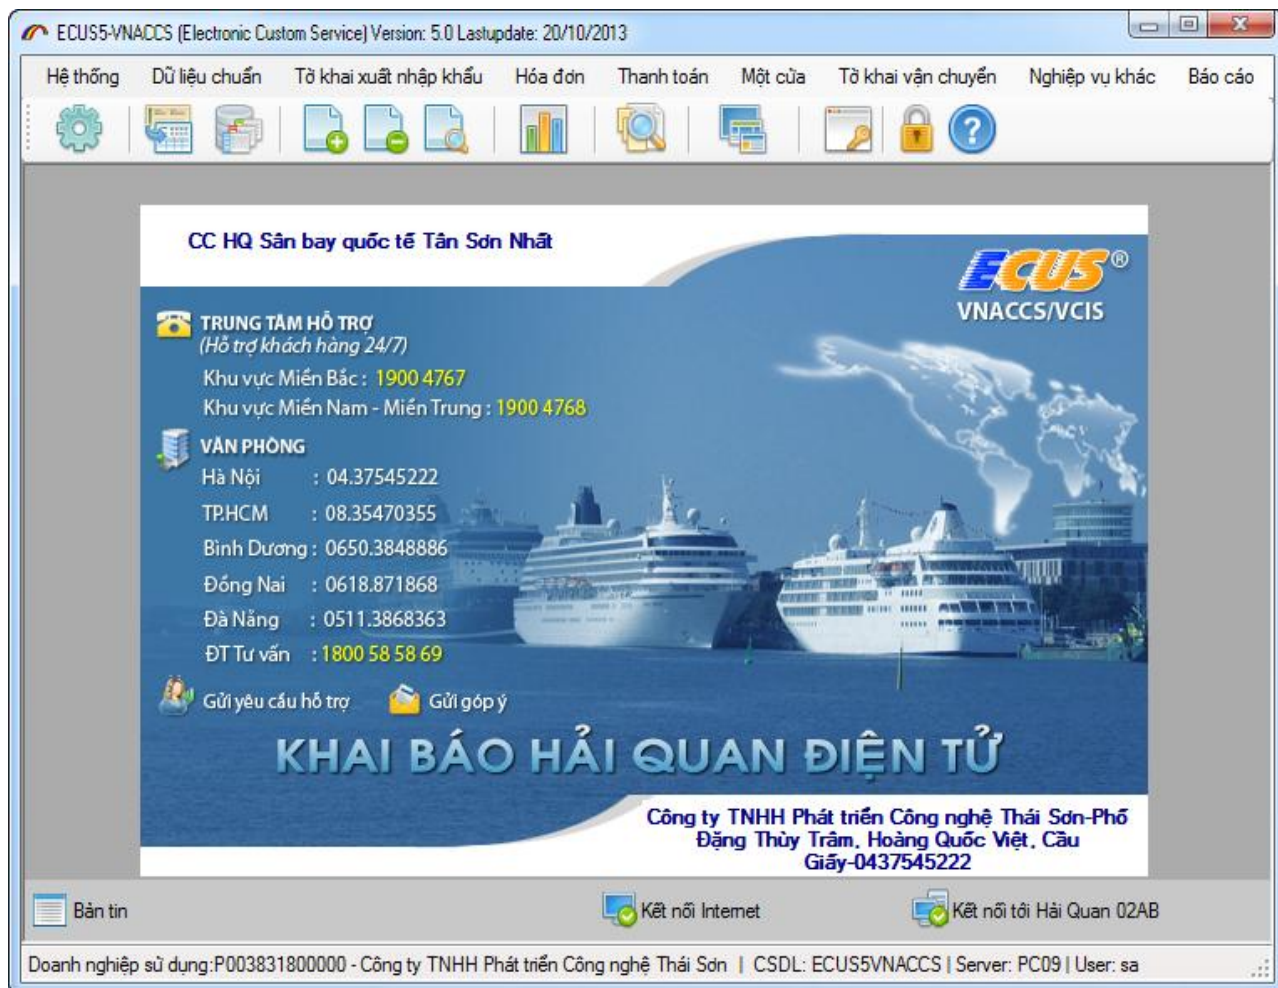 ECUS5-VNACCS (Electronic Custom Service) Version: 5.0 Lastupdate: 20/10/2013
Hệ thống Dữ liệu chuẩn Tờ khai xuất nhập khẩu Hóa đơn Thanh toán Một cửa Tờ khai vận chuyển Nghiệp vụ khác Báo cáo
CC HQ Sân bay quốc tế Tân Sơn Nhất
ECUS®
VNACCS/VCIS
TRUNG TÂM HỖ TRỢ
(Hỗ trợ khách hàng 24/7)
Khu vực Miền Bắc : 1900 4767
Khu vực Miền Nam - Miền Trung : 1900 4768
VĂN PHÒNG
Hà Nội : 04.37545222
TP.HCM : 08.35470355
Bình Dương : 0650.3848886
Đồng Nai : 0618.871868
Đà Nẵng : 0511.3868363
ĐT Tư vấn : 1800 58 58 69
Gửi yêu cầu hỗ trợ Gửi góp ý
KHAI BÁO HẢI QUAN ĐIỆN TỬ
Công ty TNHH Phát triển Công nghệ Thái Sơn-Phố
Đặng Thùy Trâm, Hoàng Quốc Việt, Cầu
Giấy-0437545222
Bản tin Kết nối Internet Kết nối tới Hải Quan 02AB
Doanh nghiệp sử dụng:P003831800000 - Công ty TNHH Phát triển Công nghệ Thái Sơn | CSDL: ECUS5VNACCS | Server: PC09 | User: sa